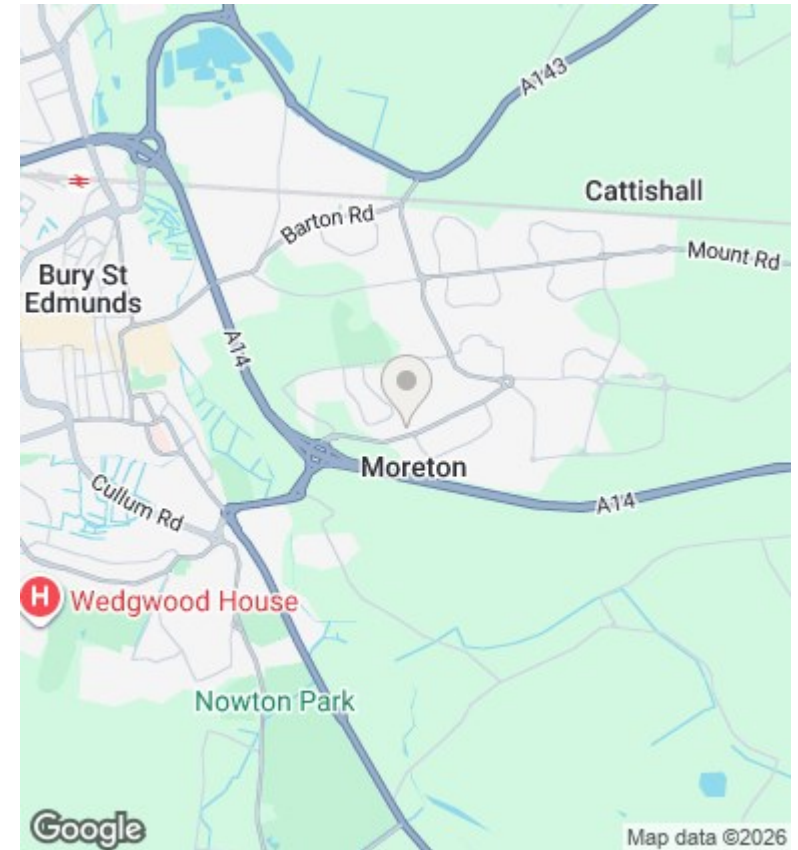 A143
Cattishall
Barton Rd
Mount Rd
Bury St
Edmunds
A14
Moreton
A14
Cullum Rd
H
Wedgwood House
Nowton Park
Google
Map data ©2026